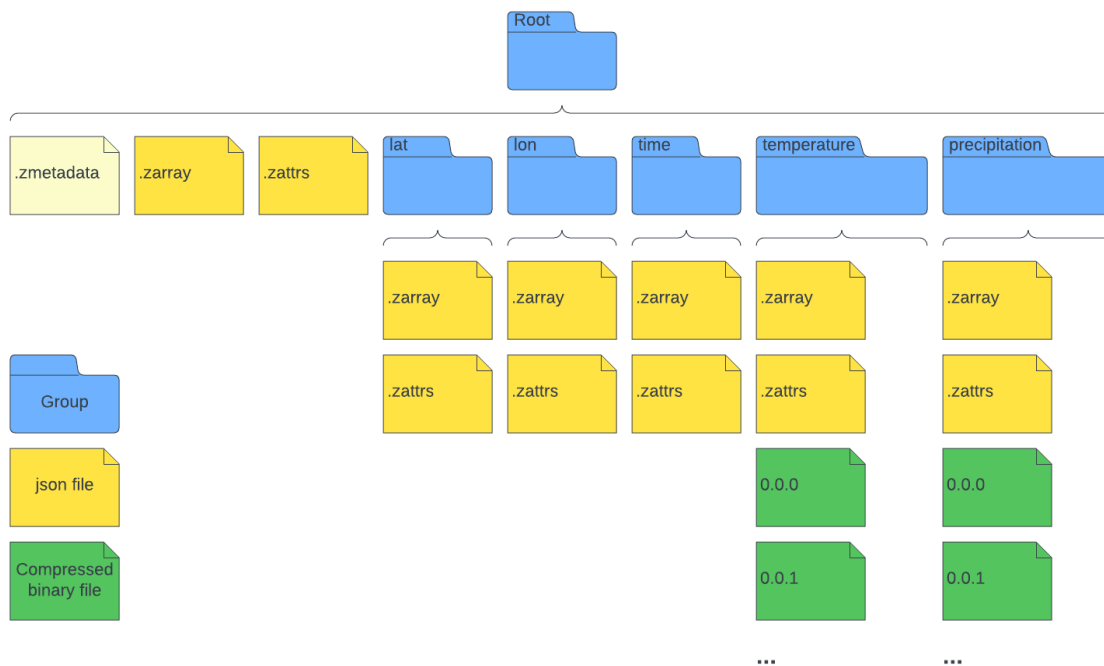 Root
.zmetadata
.zarray
.zattrs
lat
lon
time
temperature
precipitation
.zarray
.zarray
.zarray
.zarray
.zarray
Group
.zattrs
.zattrs
.zattrs
.zattrs
.zattrs
json file
0.0.0
0.0.0
Compressed
binary file
0.0.1
0.0.1
...
...